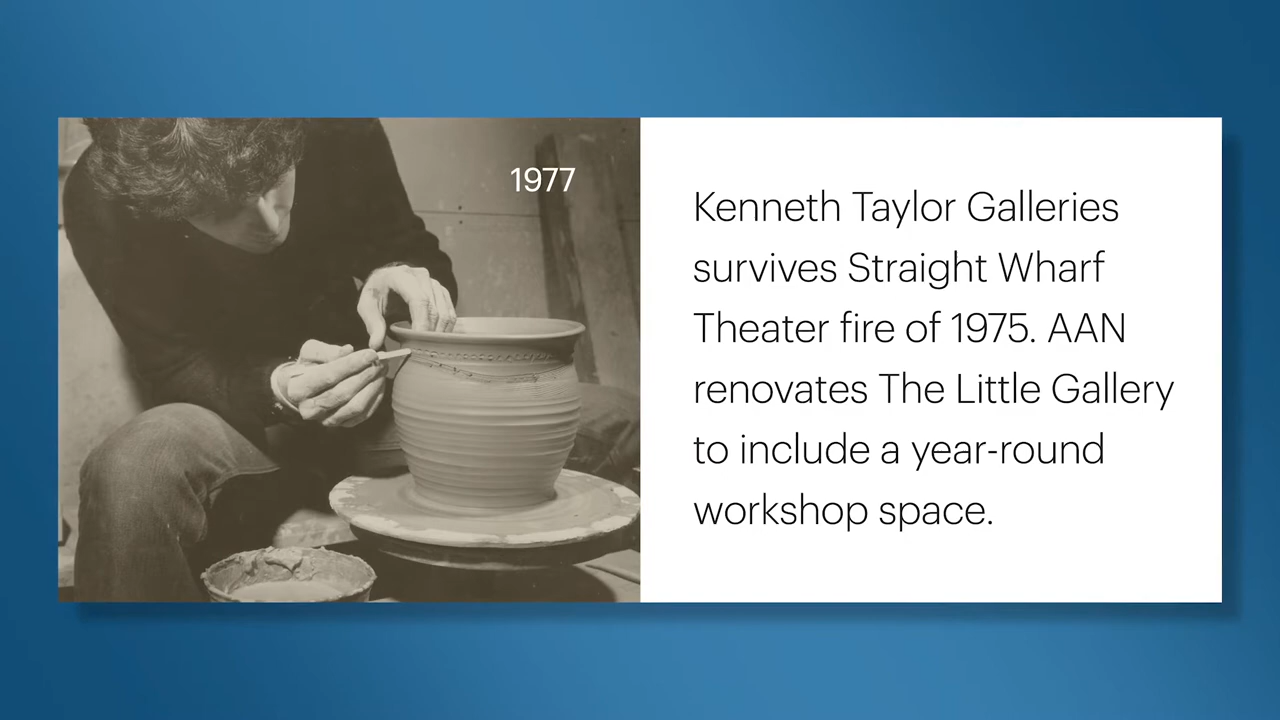 1977
Kenneth Taylor Galleries
survives Straight Wharf
Theater fire of 1975. AAN
renovates The Little Gallery
to include a year-round
workshop space.